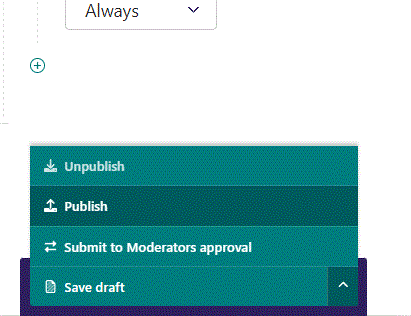 Always
Unpublish
Publish
Submit to Moderators approval
Save draft